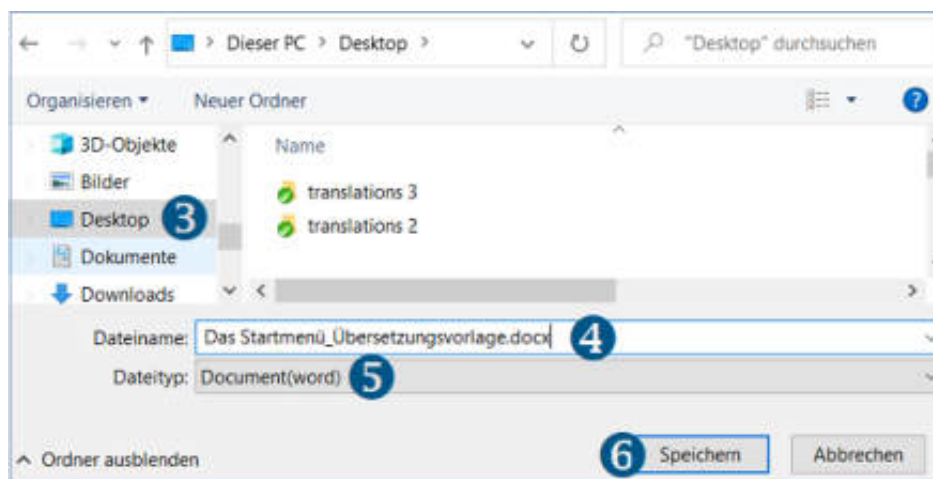 Dieser PC > Desktop > "Desktop" durchsuchen
Organisieren Neuer Ordner ?
3D-Objekte
Bilder
Desktop 3
Dokumente
Downloads
Name
translations 3
translations 2
Dateiname: Das Startmenü_Übersetzungsvorlage.docx 4
Dateityp: Document(word) 5
Ordner ausblenden 6 Speichern Abbrechen